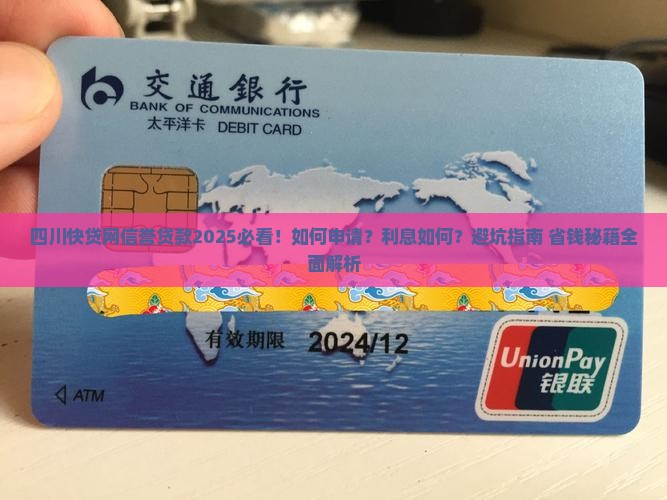 交通銀行
BANK OF COMMUNICATIONS
太平洋卡 DEBIT CARD
四川快贷网信誉贷款2025必看！如何申请？利息如何？避坑指南 省钱秘籍全
面解析
有效期限 2024/12
UnionPay
银联
ATM